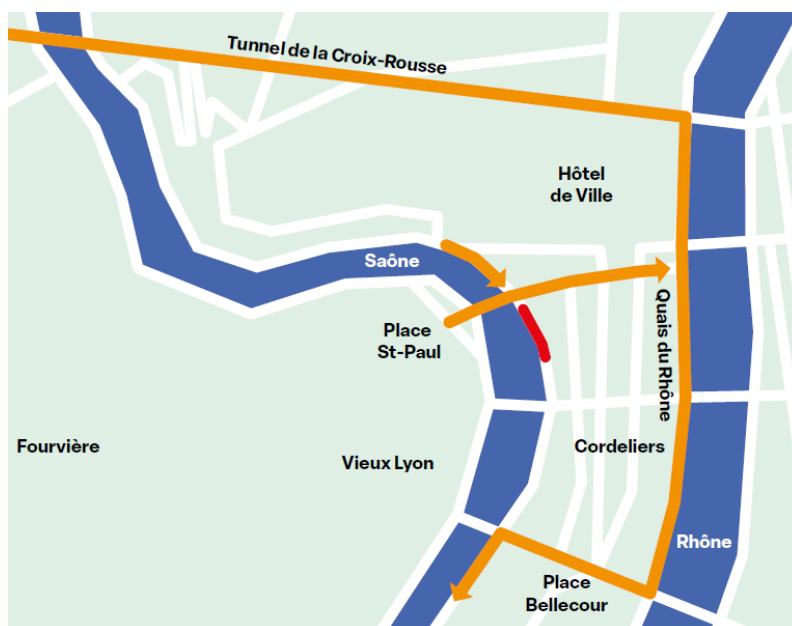 Tunnel de la Croix-Rousse
Hôtel
de Ville
Saône
Place
St-Paul
Quais du Rhône
Fourvière
Vieux Lyon
Cordeliers
Rhône
Place
Bellecour